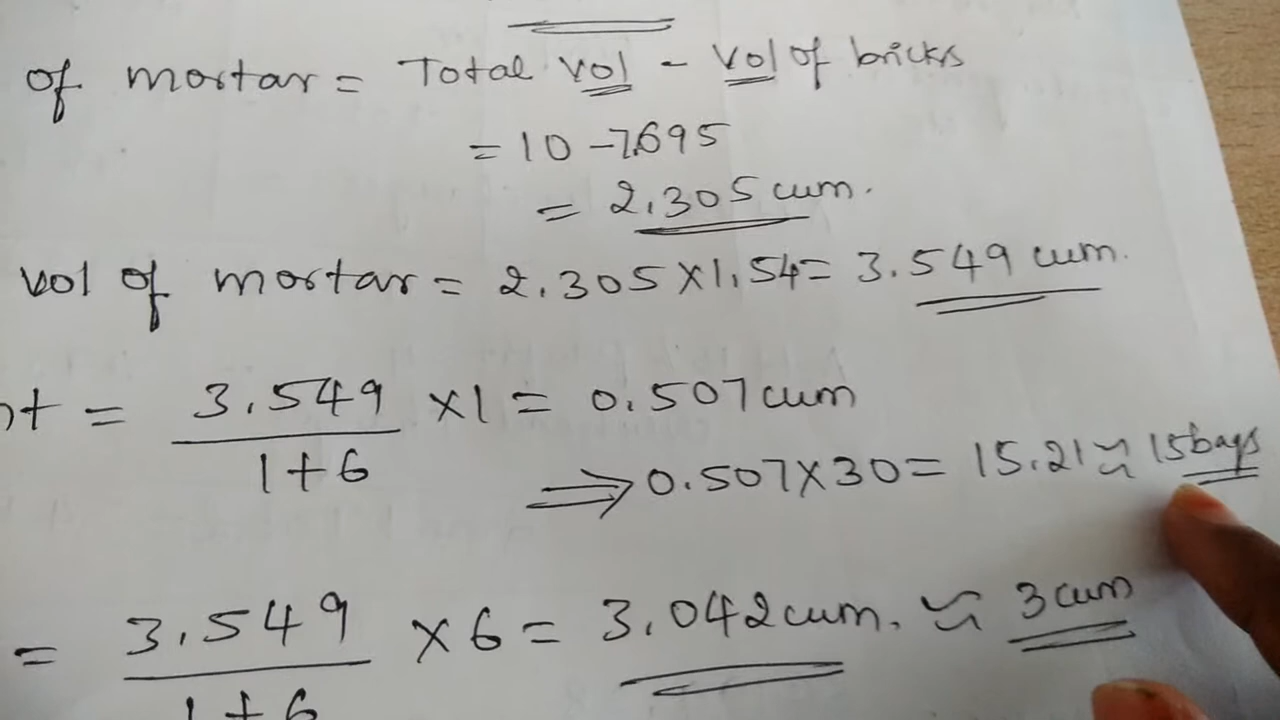 of mortar = Total vol - vol of bricks
= 10 - 7.695
= 2.305 cum.
vol of mortar = 2.305 X 1.54 = 3.549 cum.
= 3.549 / 1+6 X 1 = 0.507 cum
⇒ 0.507 X 30 = 15.21 ≈ 15 bags
= 3.549 / 1+6 X 6 = 3.042 cum. ≈ 3 cum